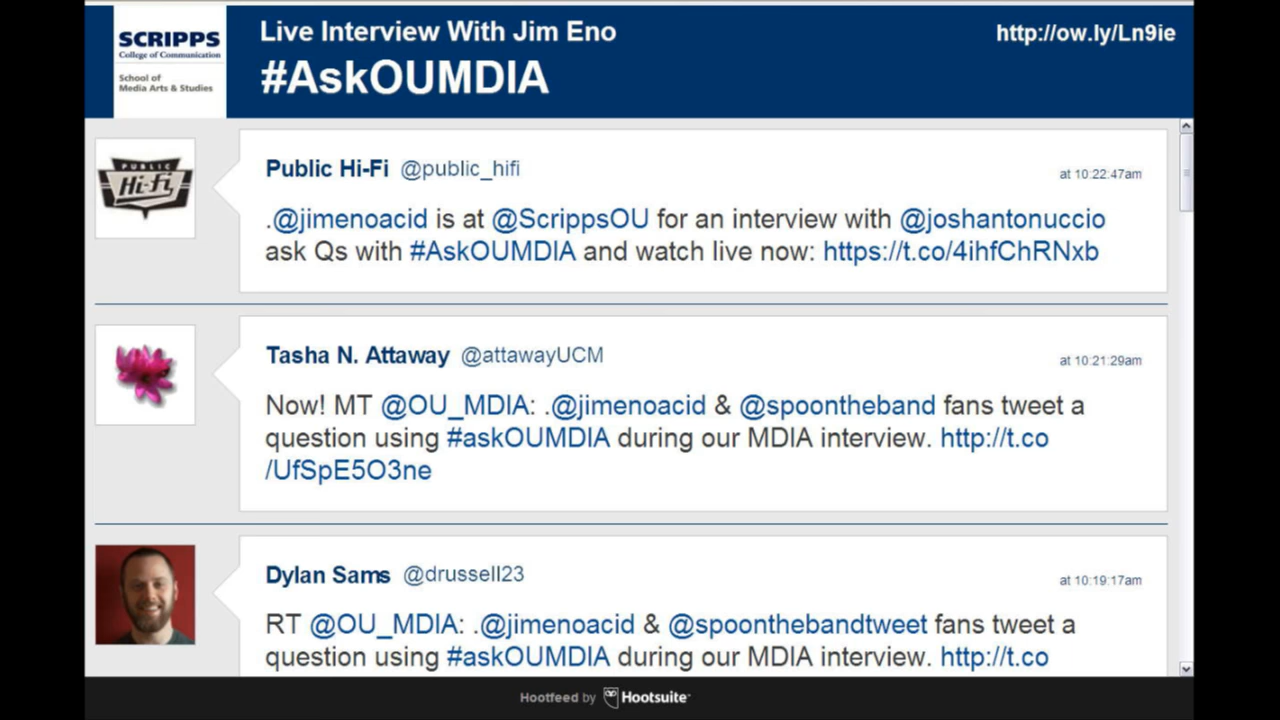 SCRIPPS
College of Communication
School of
Media Arts & Studies
Live Interview With Jim Eno
#AskOUMDIA
http://ow.ly/Ln9ie
PUBLIC
Hi-Fi
Public Hi-Fi @public_hifi
at 10:22:47am
.@jimenoacid is at @ScrippsOU for an interview with @joshantonuccio
ask Qs with #AskOUMDIA and watch live now: https://t.co/4ihfChRNxb
Tasha N. Attaway @attawayUCM
at 10:21:29am
Now! MT @OU_MDIA: .@jimenoacid & @spoontheband fans tweet a
question using #askOUMDIA during our MDIA interview. http://t.co
/UfSpE5O3ne
Dylan Sams @drussell23
at 10:19:17am
RT @OU_MDIA: .@jimenoacid & @spoonthebandtweet fans tweet a
question using #askOUMDIA during our MDIA interview. http://t.co
Hootfeed by Hootsuite